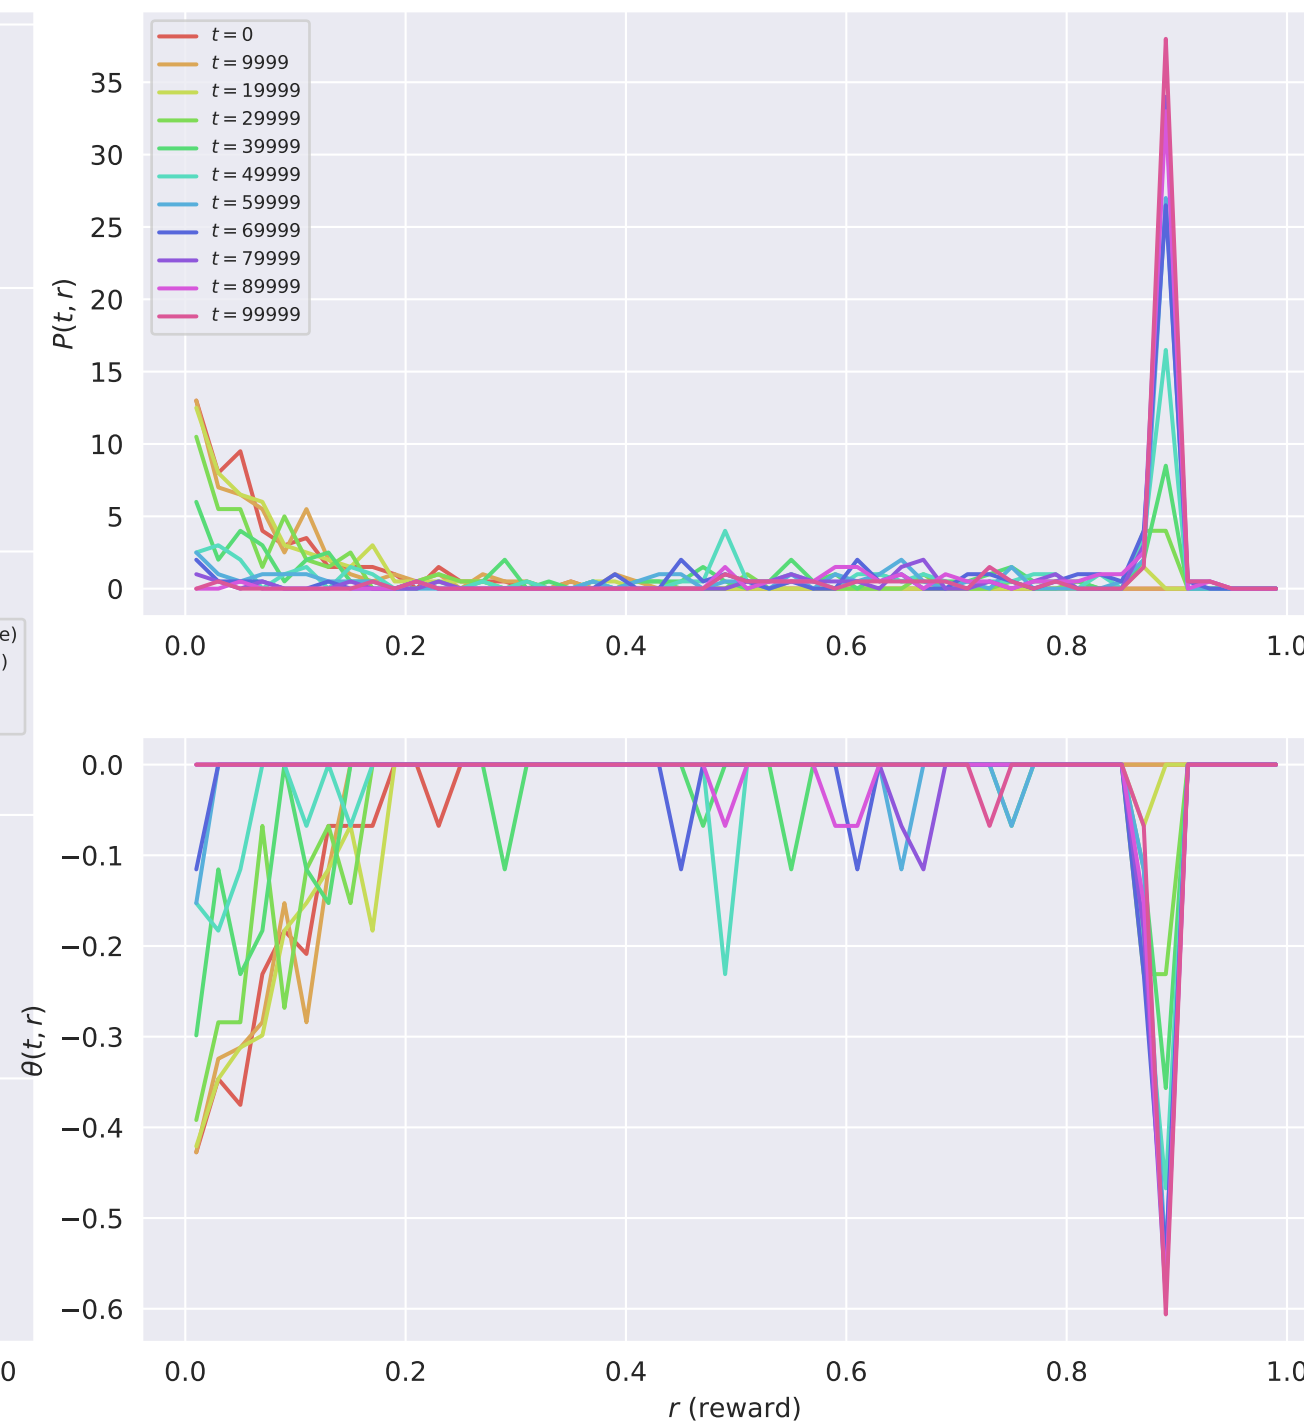 t = 0
t = 9999
t = 19999
t = 29999
t = 39999
t = 49999
t = 59999
t = 69999
t = 79999
t = 89999
t = 99999
P(t, r)
35
30
25
20
15
10
5
0
0.0 0.2 0.4 0.6 0.8 1.0
e)
)
θ(t, r)
0.0
−0.1
−0.2
−0.3
−0.4
−0.5
−0.6
0 0.0 0.2 0.4 0.6 0.8 1.0
r (reward)